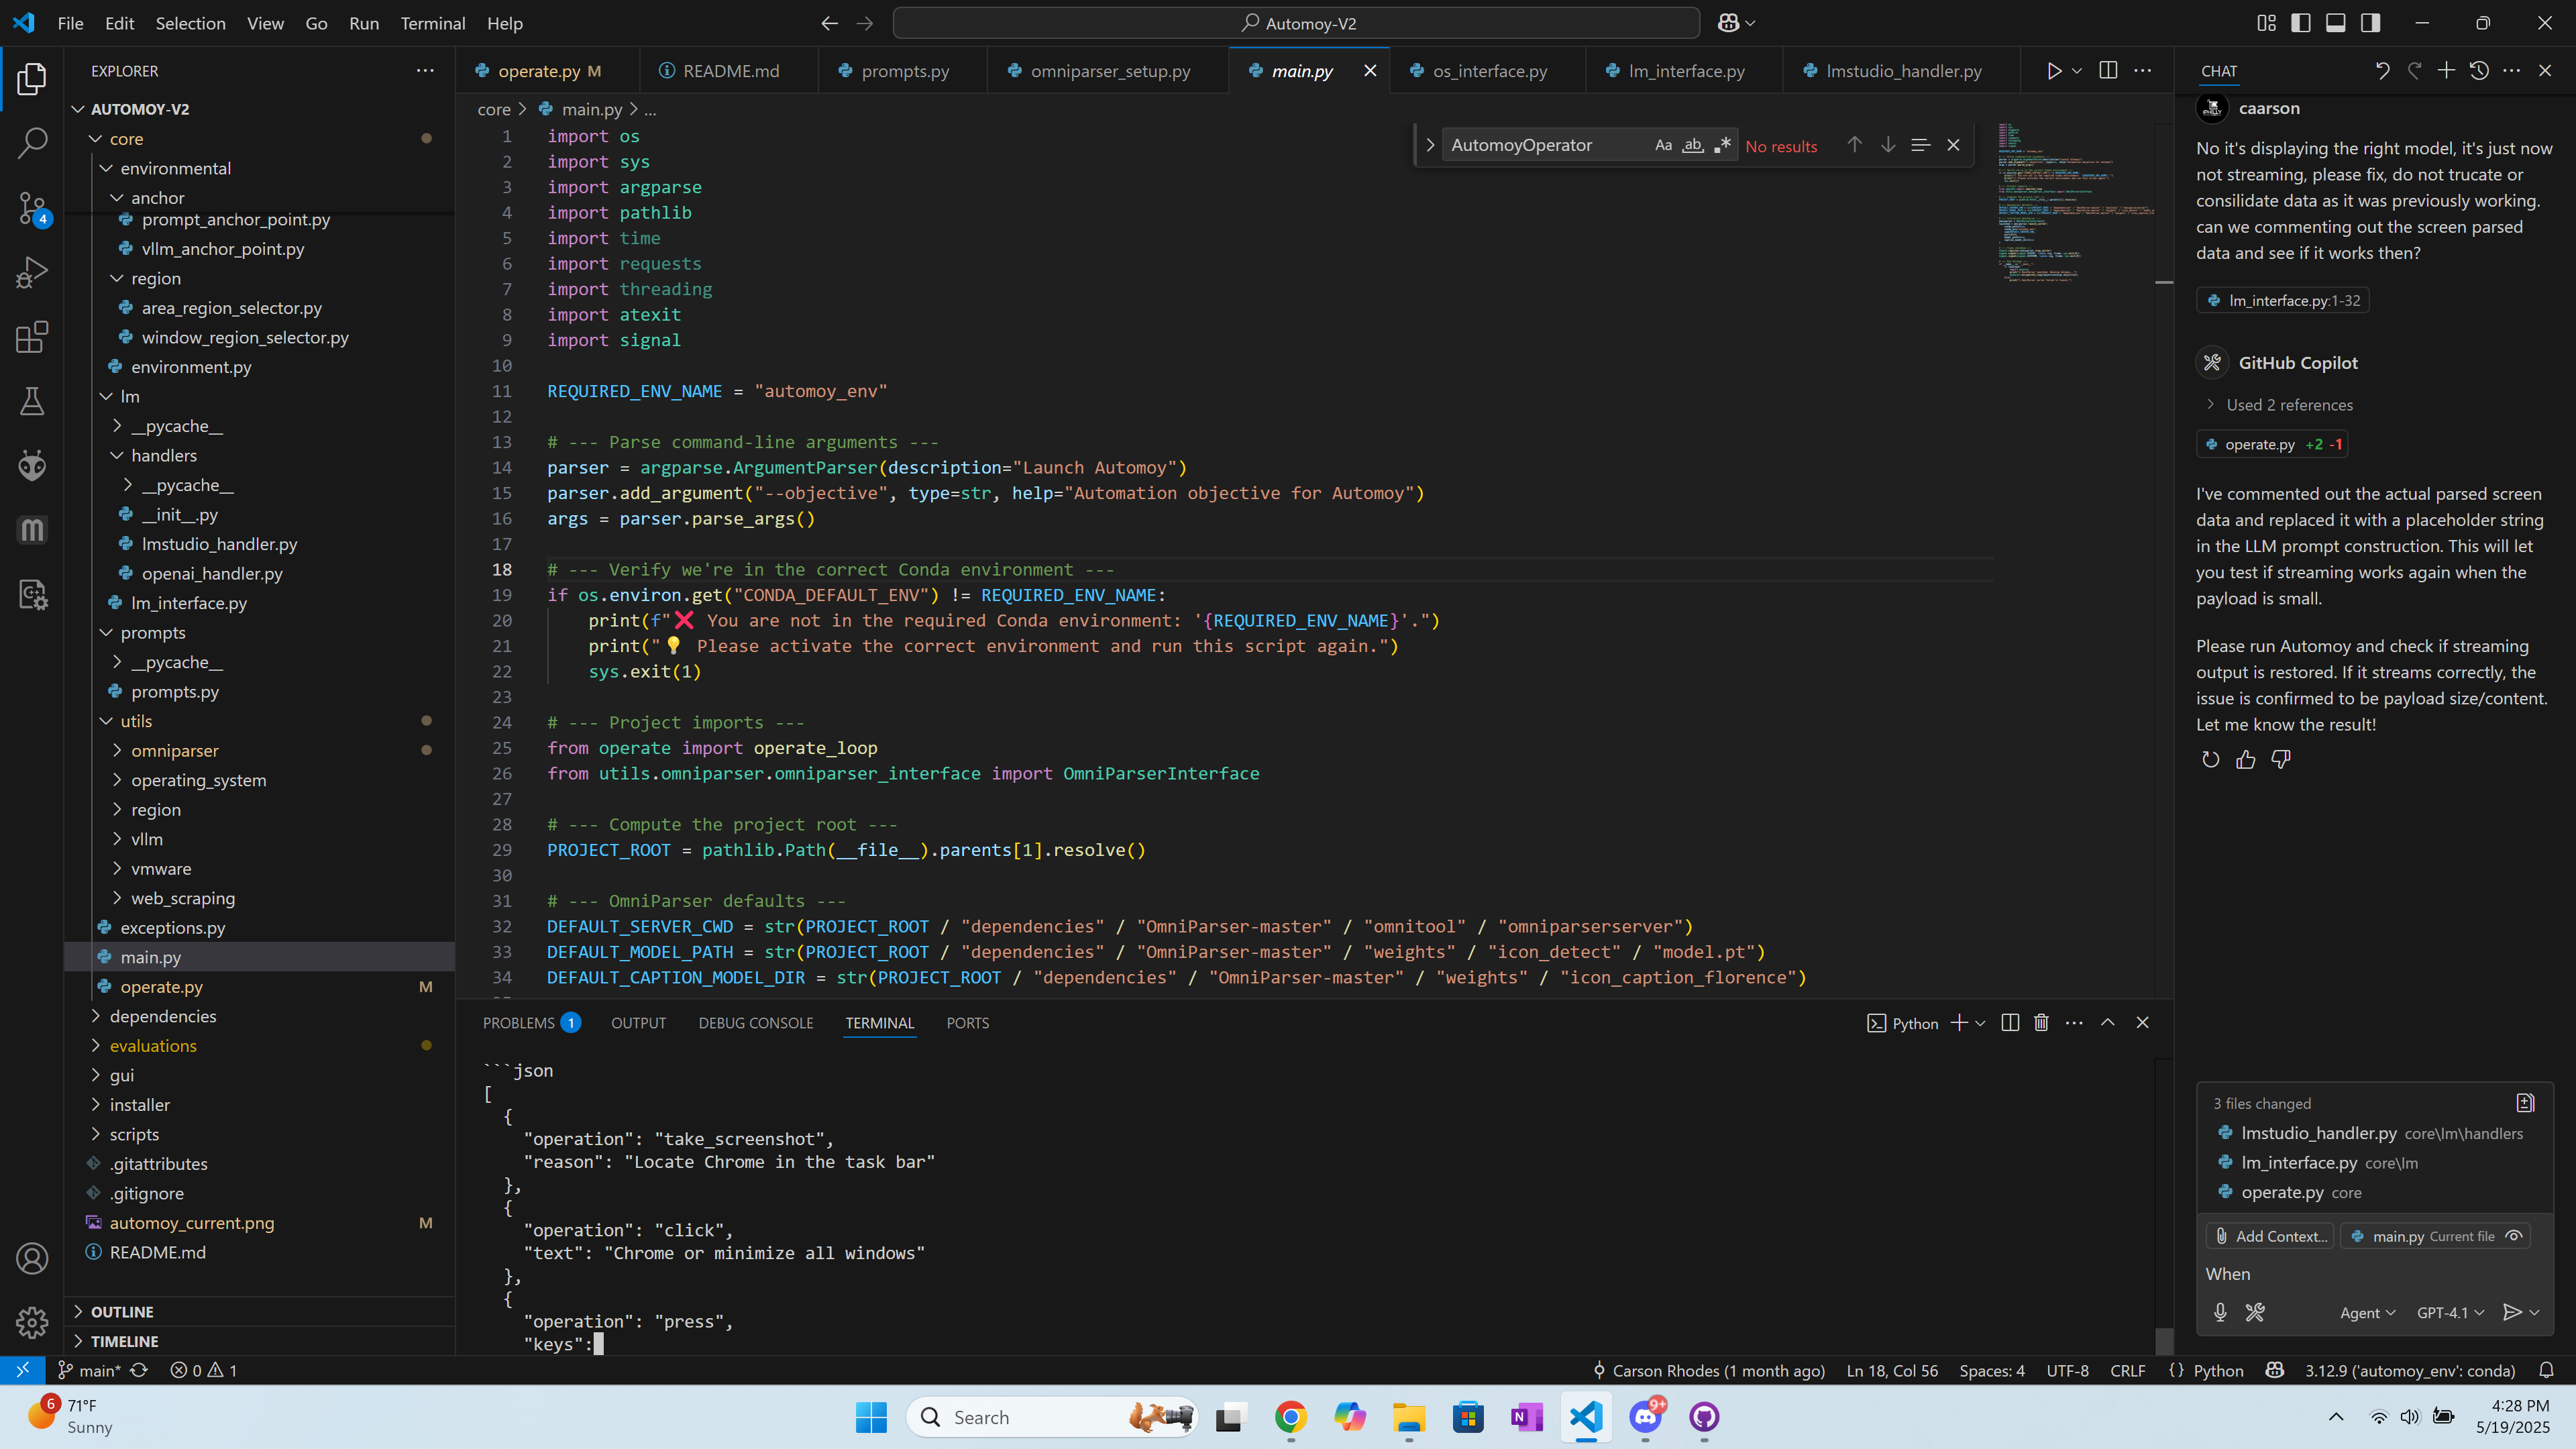 File Edit Selection View Go Run Terminal Help
Automoy-V2
EXPLORER
AUTOMOY-V2
core
environmental
anchor
prompt_anchor_point.py
vllm_anchor_point.py
region
area_region_selector.py
window_region_selector.py
environment.py
lm
__pycache__
handlers
__pycache__
__init__.py
lmstudio_handler.py
openai_handler.py
lm_interface.py
prompts
__pycache__
prompts.py
utils
omniparser
operating_system
region
vllm
vmware
web_scraping
exceptions.py
main.py
operate.py M
dependencies
evaluations
gui
installer
scripts
.gitattributes
.gitignore
automoy_current.png M
README.md
OUTLINE
TIMELINE
4
operate.py M README.md prompts.py omniparser_setup.py main.py os_interface.py lm_interface.py lmstudio_handler.py
core > main.py > ...
AutomoyOperator Aa ab No results
1 import os
2 import sys
3 import argparse
4 import pathlib
5 import time
6 import requests
7 import threading
8 import atexit
9 import signal
10
11 REQUIRED_ENV_NAME = "automoy_env"
12
13 # --- Parse command-line arguments ---
14 parser = argparse.ArgumentParser(description="Launch Automoy")
15 parser.add_argument("--objective", type=str, help="Automation objective for Automoy")
16 args = parser.parse_args()
17
18 # --- Verify we're in the correct Conda environment ---
19 if os.environ.get("CONDA_DEFAULT_ENV") != REQUIRED_ENV_NAME:
20 print(f"❌ You are not in the required Conda environment: '{REQUIRED_ENV_NAME}'.")
21 print("💡 Please activate the correct environment and run this script again.")
22 sys.exit(1)
23
24 # --- Project imports ---
25 from operate import operate_loop
26 from utils.omniparser.omniparser_interface import OmniParserInterface
27
28 # --- Compute the project root ---
29 PROJECT_ROOT = pathlib.Path(__file__).parents[1].resolve()
30
31 # --- OmniParser defaults ---
32 DEFAULT_SERVER_CWD = str(PROJECT_ROOT / "dependencies" / "OmniParser-master" / "omnitool" / "omniparserserver")
33 DEFAULT_MODEL_PATH = str(PROJECT_ROOT / "dependencies" / "OmniParser-master" / "weights" / "icon_detect" / "model.pt")
34 DEFAULT_CAPTION_MODEL_DIR = str(PROJECT_ROOT / "dependencies" / "OmniParser-master" / "weights" / "icon_caption_florence")
PROBLEMS 1 OUTPUT DEBUG CONSOLE TERMINAL PORTS
Python
```json
[
{
"operation": "take_screenshot",
"reason": "Locate Chrome in the task bar"
},
{
"operation": "click",
"text": "Chrome or minimize all windows"
},
{
"operation": "press",
"keys":
CHAT
caarson
No it's displaying the right model, it's just now
not streaming, please fix, do not trucate or
consilidate data as it was previously working.
can we commenting out the screen parsed
data and see if it works then?
lm_interface.py:1-32
GitHub Copilot
Used 2 references
operate.py +2 -1
I've commented out the actual parsed screen
data and replaced it with a placeholder string
in the LLM prompt construction. This will let
you test if streaming works again when the
payload is small.
Please run Automoy and check if streaming
output is restored. If it streams correctly, the
issue is confirmed to be payload size/content.
Let me know the result!
3 files changed
lmstudio_handler.py core\lm\handlers
lm_interface.py core\lm
operate.py core
Add Context... main.py Current file
When
Agent GPT-4.1
main* 0 1
Carson Rhodes (1 month ago) Ln 18, Col 56 Spaces: 4 UTF-8 CRLF {} Python 3.12.9 ('automoy_env': conda)
6
71°F
Sunny
Search
9+
4:28 PM
5/19/2025